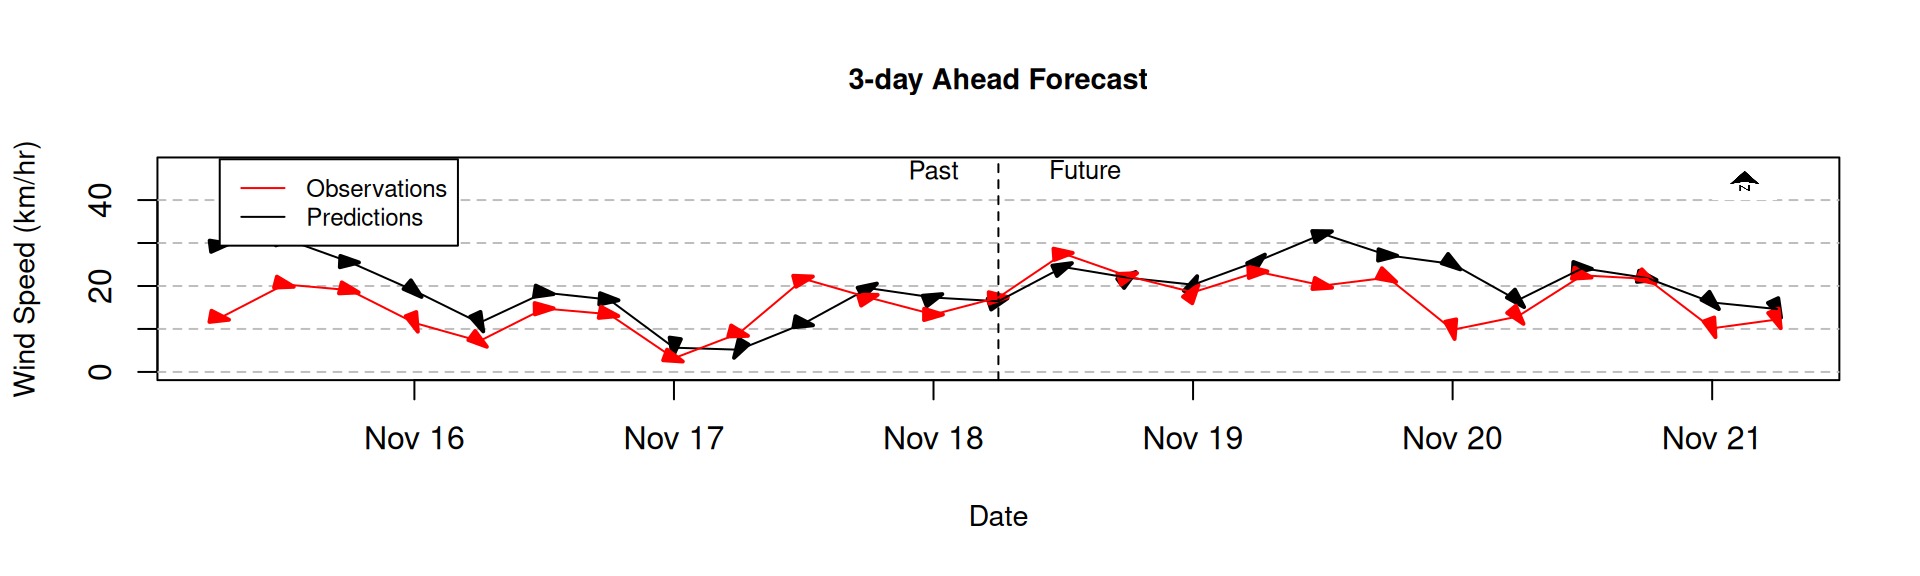 3-day Ahead Forecast
Wind Speed (km/hr)
40
20
0
Observations
Predictions
Past
Future
N
Nov 16
Nov 17
Nov 18
Nov 19
Nov 20
Nov 21
Date